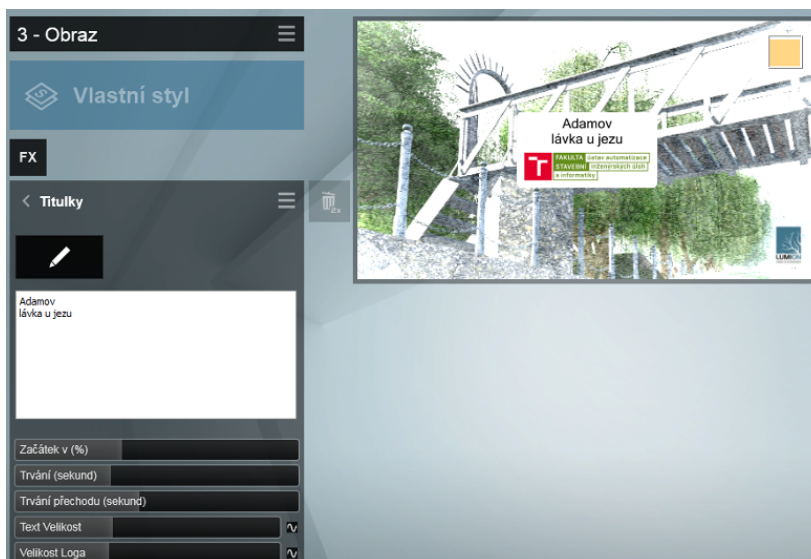 3 - Obraz
Vlastní styl
FX
Titulky
2x
Adamov
lávka u jezu
Začátek v (%)
Trvání (sekund)
Trvání přechodu (sekund)
Text Velikost
Velikost Loga
Adamov
lávka u jezu
T
FAKULTA ústav automatizace
STAVEBNÍ inženýrských úloh
a informatiky
LUMION